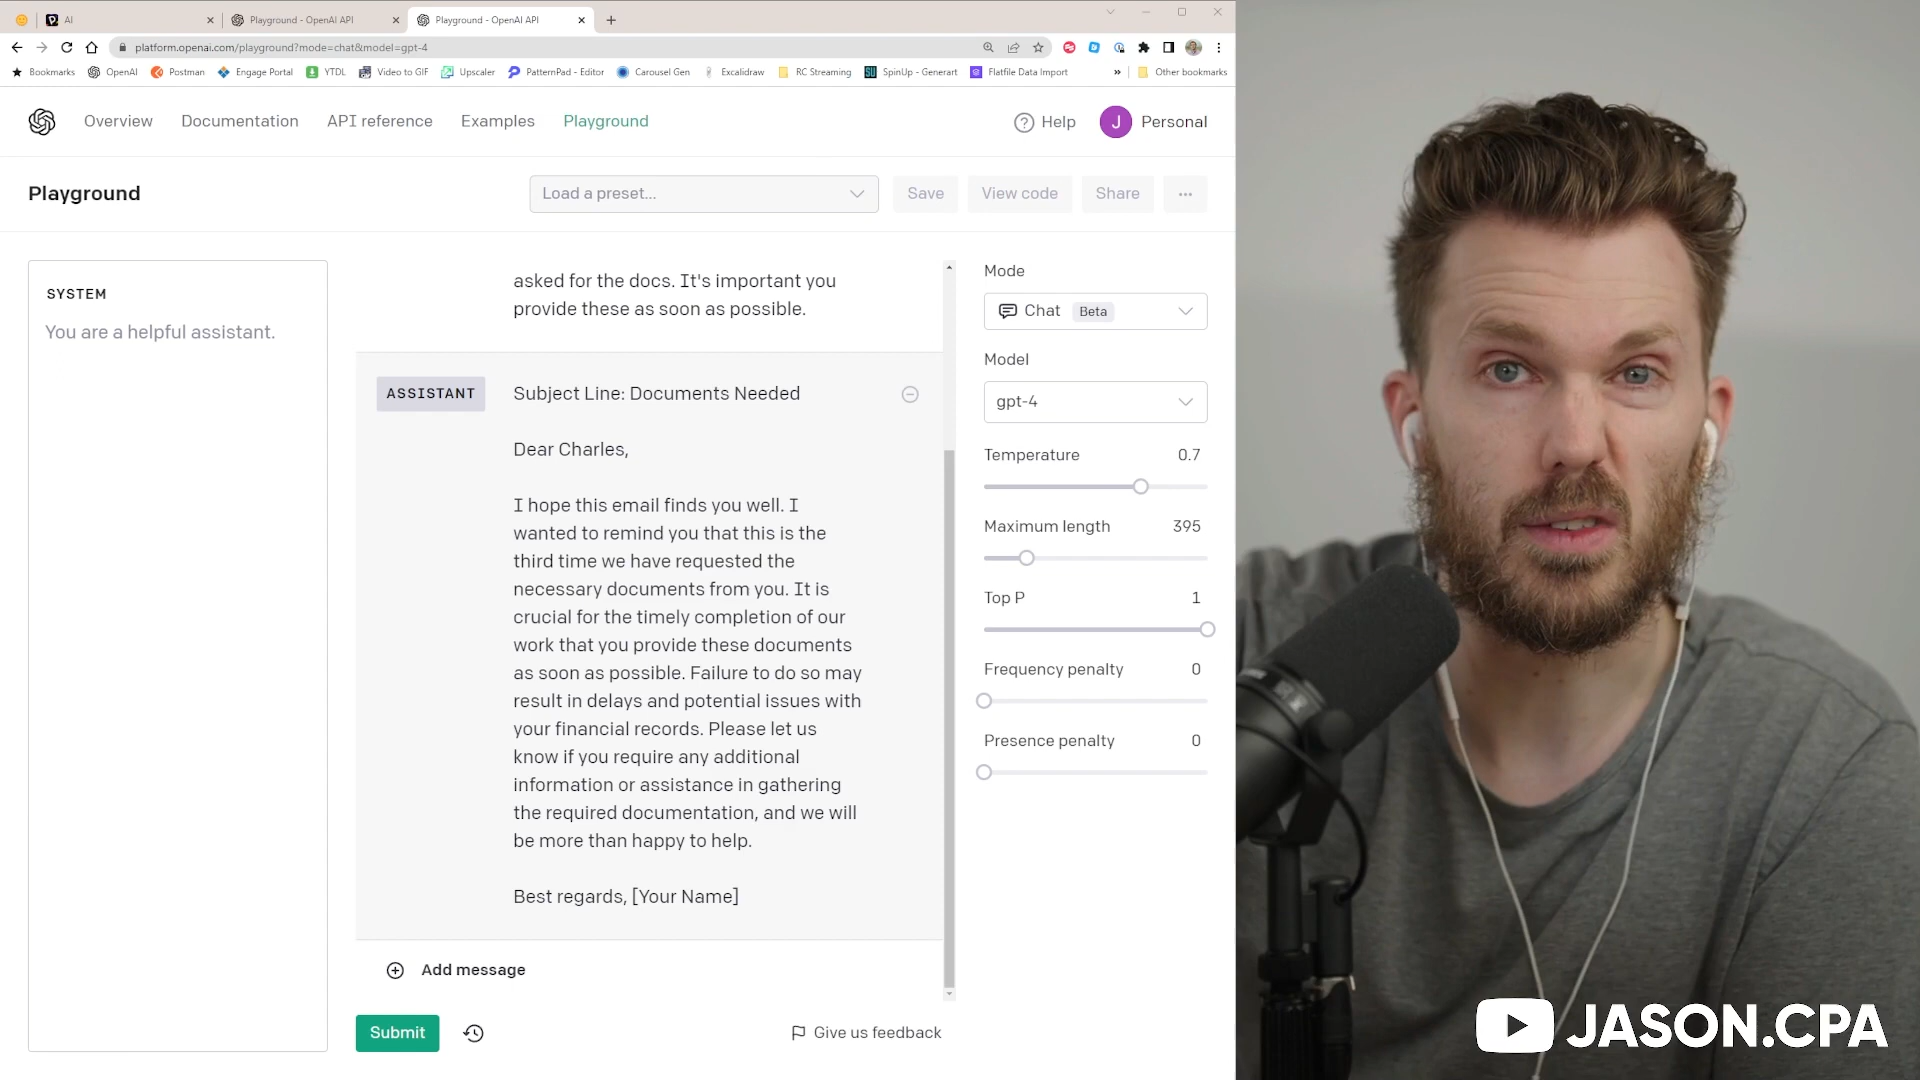 AI
Playground - OpenAI API
Playground - OpenAI API
platform.openai.com/playground?mode=chat&model=gpt-4
Bookmarks OpenAI Postman Engage Portal YTDL Video to GIF Upscaler PatternPad - Editor Carousel Gen Excalidraw RC Streaming SpinUp - Generart Flatfile Data Import » Other bookmarks
Overview Documentation API reference Examples Playground Help J Personal
Playground Load a preset... Save View code Share ...
SYSTEM
You are a helpful assistant.
asked for the docs. It's important you
provide these as soon as possible.
ASSISTANT Subject Line: Documents Needed
Dear Charles,
I hope this email finds you well. I
wanted to remind you that this is the
third time we have requested the
necessary documents from you. It is
crucial for the timely completion of our
work that you provide these documents
as soon as possible. Failure to do so may
result in delays and potential issues with
your financial records. Please let us
know if you require any additional
information or assistance in gathering
the required documentation, and we will
be more than happy to help.
Best regards, [Your Name]
Add message
Submit
Give us feedback
Mode
Chat Beta
Model
gpt-4
Temperature 0.7
Maximum length 395
Top P 1
Frequency penalty 0
Presence penalty 0
JASON.CPA